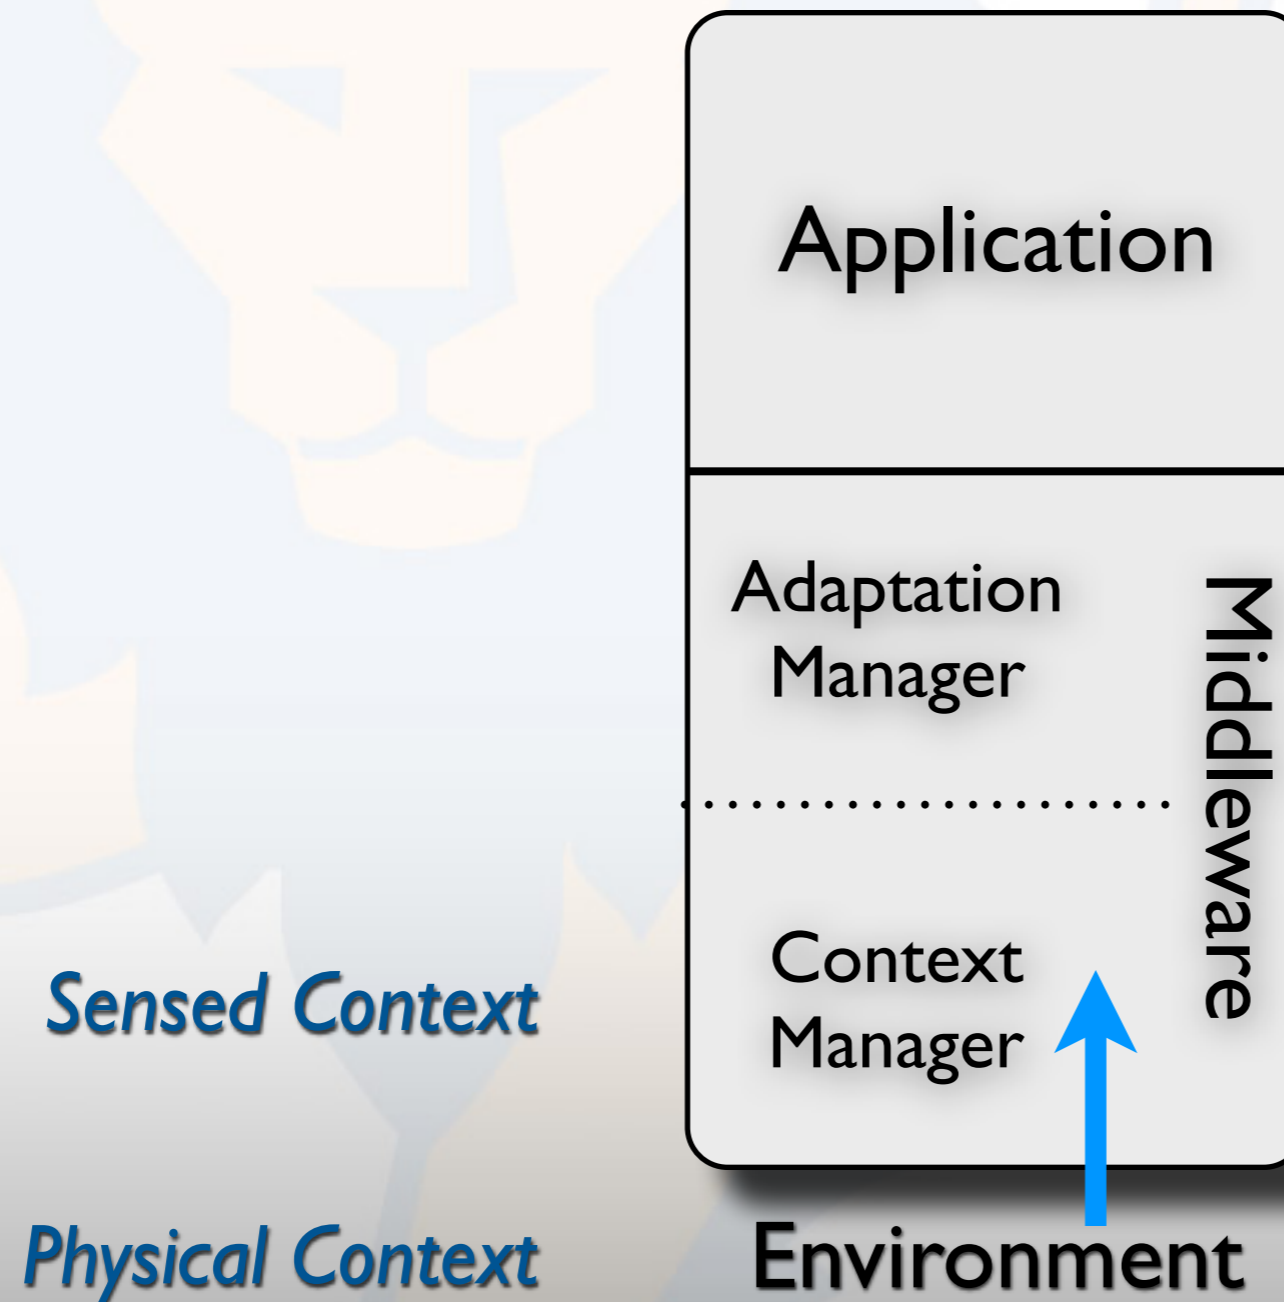 Application
Adaptation
Manager
Middleware
Sensed Context
Context
Manager
Physical Context
Environment